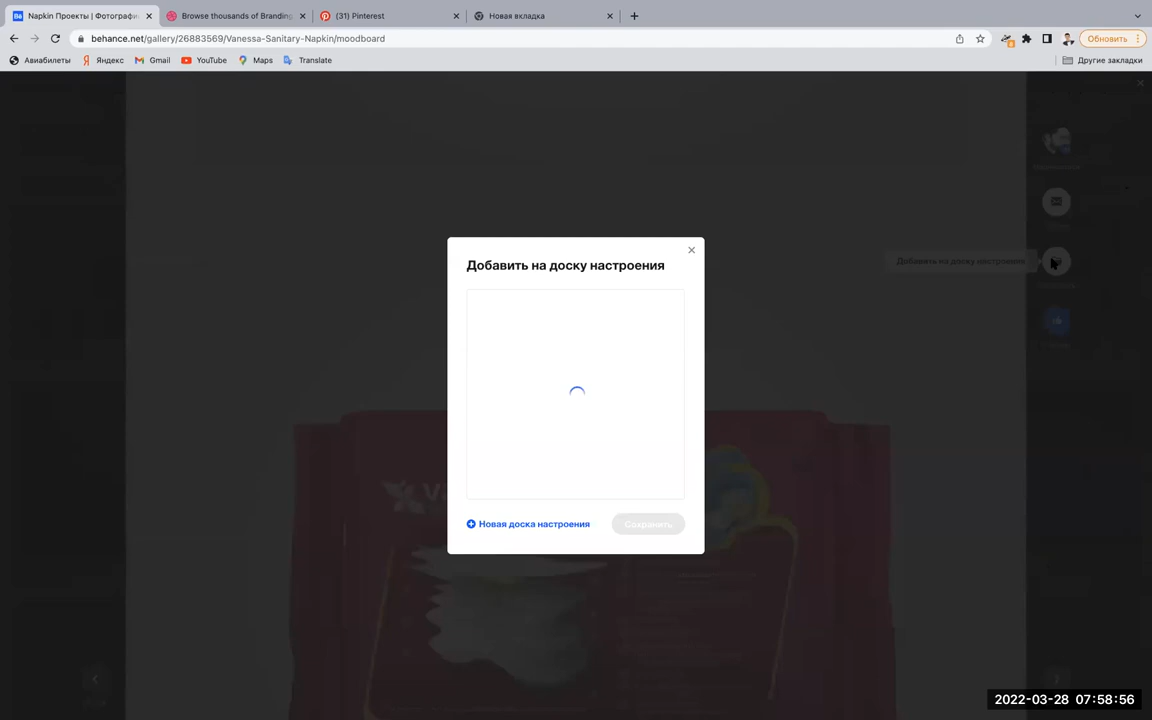 Napkin Проекты | Фотографи
Browse thousands of Branding
(31) Pinterest
Новая вкладка
behance.net/gallery/26883569/Vanessa-Sanitary-Napkin/moodboard
Обновить
Авиабилеты
Яндекс
Gmail
YouTube
Maps
Translate
Другие закладки
Добавить на доску настроения
Добавить на доску настроения
Новая доска настроения
Сохранить
2022-03-28 07:58:56